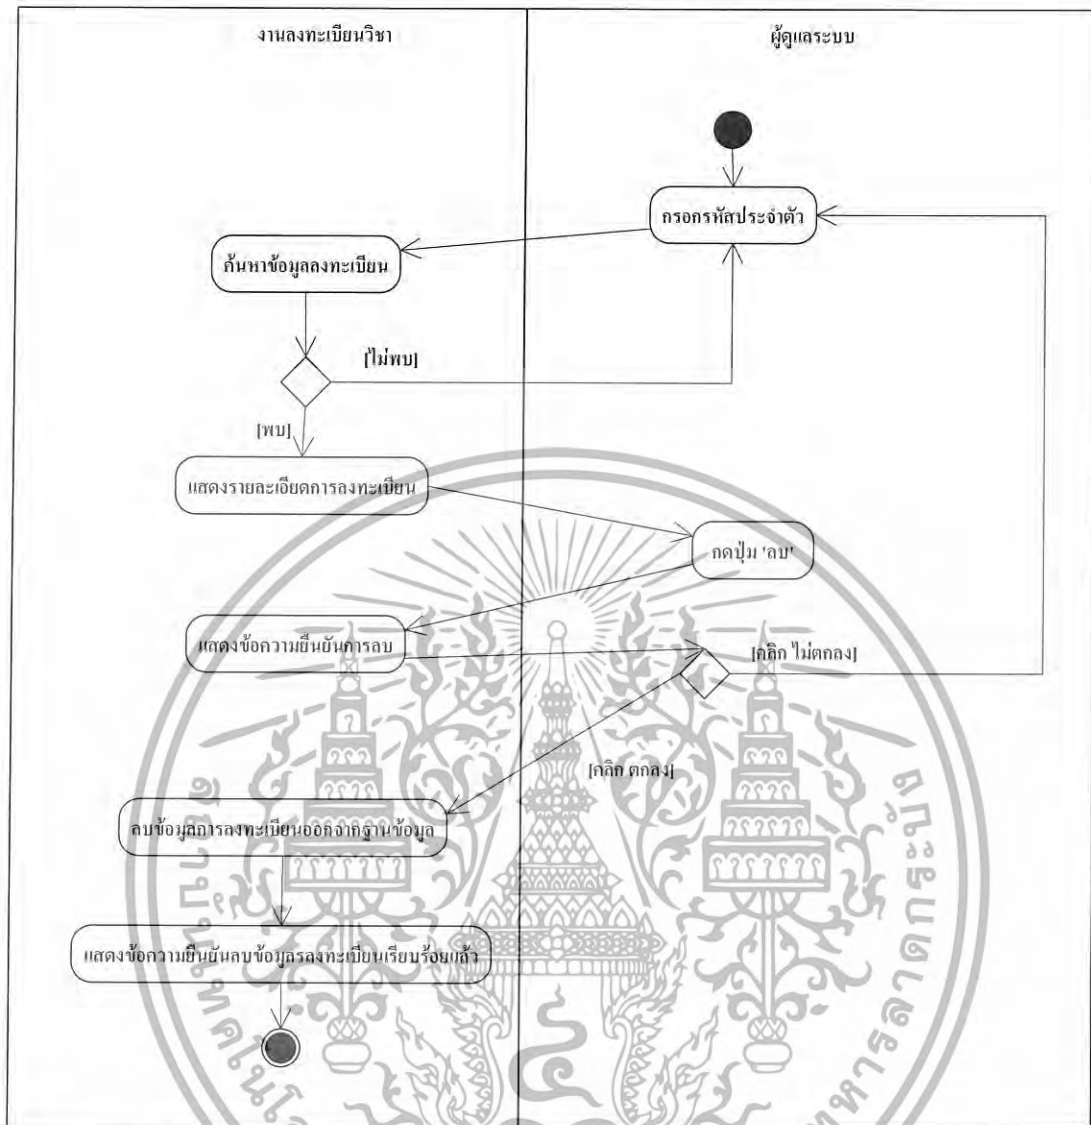 งานลงทะเบียนวิชา
ผู้ดูแลระบบ
กรอกรหัสประจำตัว
ค้นหาข้อมูลลงทะเบียน
[ไม่พบ]
[พบ]
แสดงรายละเอียดการลงทะเบียน
กดปุ่ม 'ลบ'
แสดงข้อความยืนยันการลบ
[คลิก ไม่ตกลง]
[คลิก ตกลง]
ลบข้อมูลการลงทะเบียนออกจากฐานข้อมูล
แสดงข้อความยืนยันลบข้อมูลรลงทะเบียนเรียบร้อยแล้ว